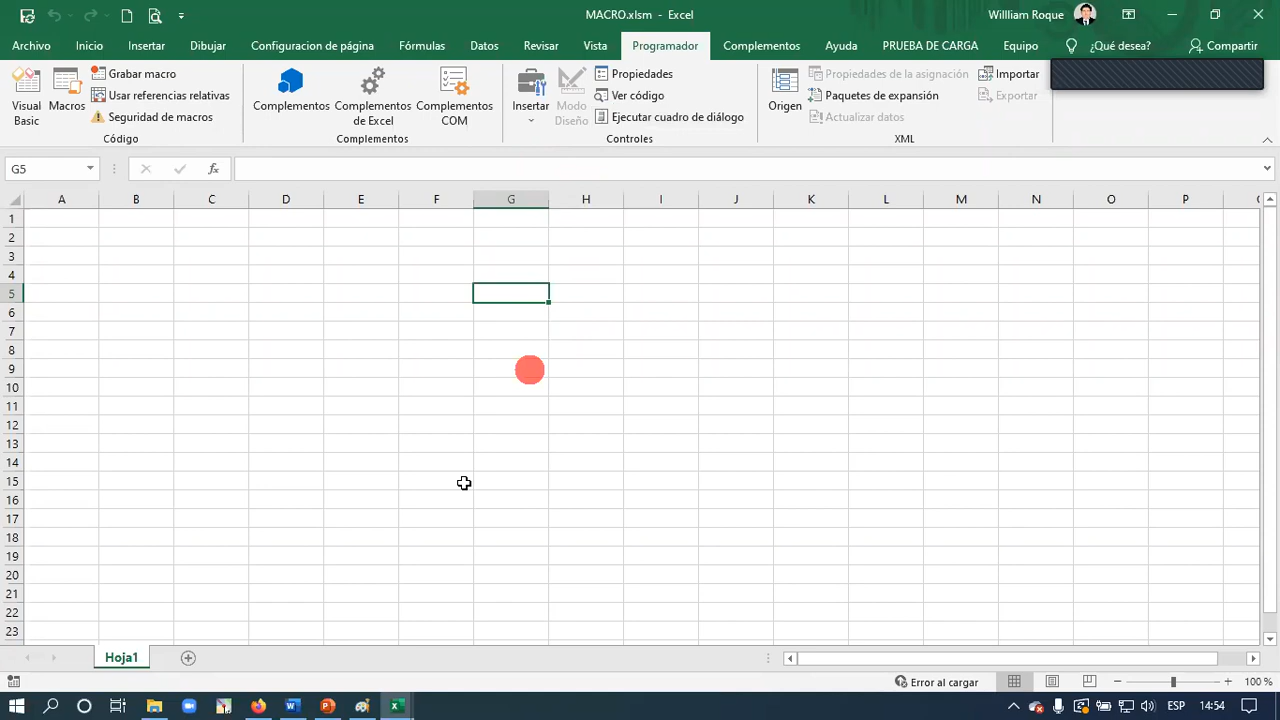 MACRO.xlsm - Excel
Willliam Roque
Archivo Inicio Insertar Dibujar Configuracion de página Fórmulas Datos Revisar Vista Programador Complementos Ayuda PRUEBA DE CARGA Equipo ¿Qué desea? Compartir
Visual Basic
Macros
Grabar macro
Usar referencias relativas
Seguridad de macros
Código
Complementos
Complementos de Excel
Complementos COM
Complementos
Insertar
Modo Diseño
Propiedades
Ver código
Ejecutar cuadro de diálogo
Controles
Origen
Propiedades de la asignación
Paquetes de expansión
Actualizar datos
Importar
Exportar
XML
G5
fx
A B C D E F G H I J K L M N O P
1
2
3
4
5
6
7
8
9
10
11
12
13
14
15
16
17
18
19
20
21
22
23
Hoja1
Error al cargar
100 %
ESP 14:54